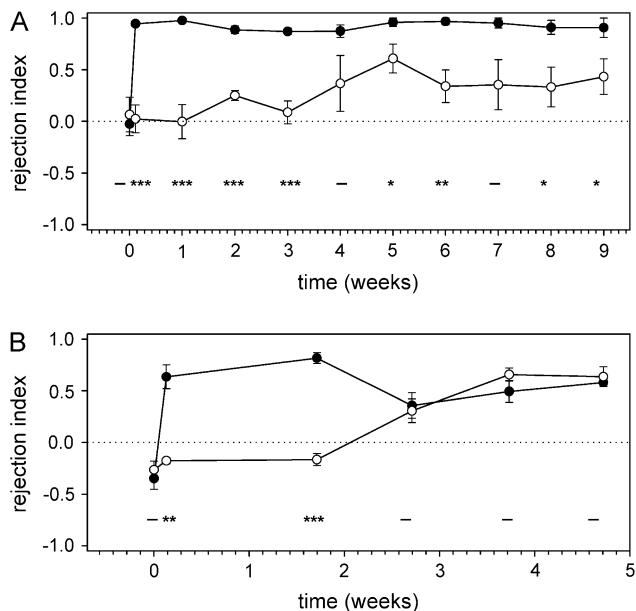 A
rejection index
1.0
0.5
0.0
-0.5
-1.0
– *** *** *** *** – * ** – * *
0 1 2 3 4 5 6 7 8 9
time (weeks)
B
rejection index
1.0
0.5
0.0
-0.5
-1.0
– ** *** – – –
0 1 2 3 4 5
time (weeks)